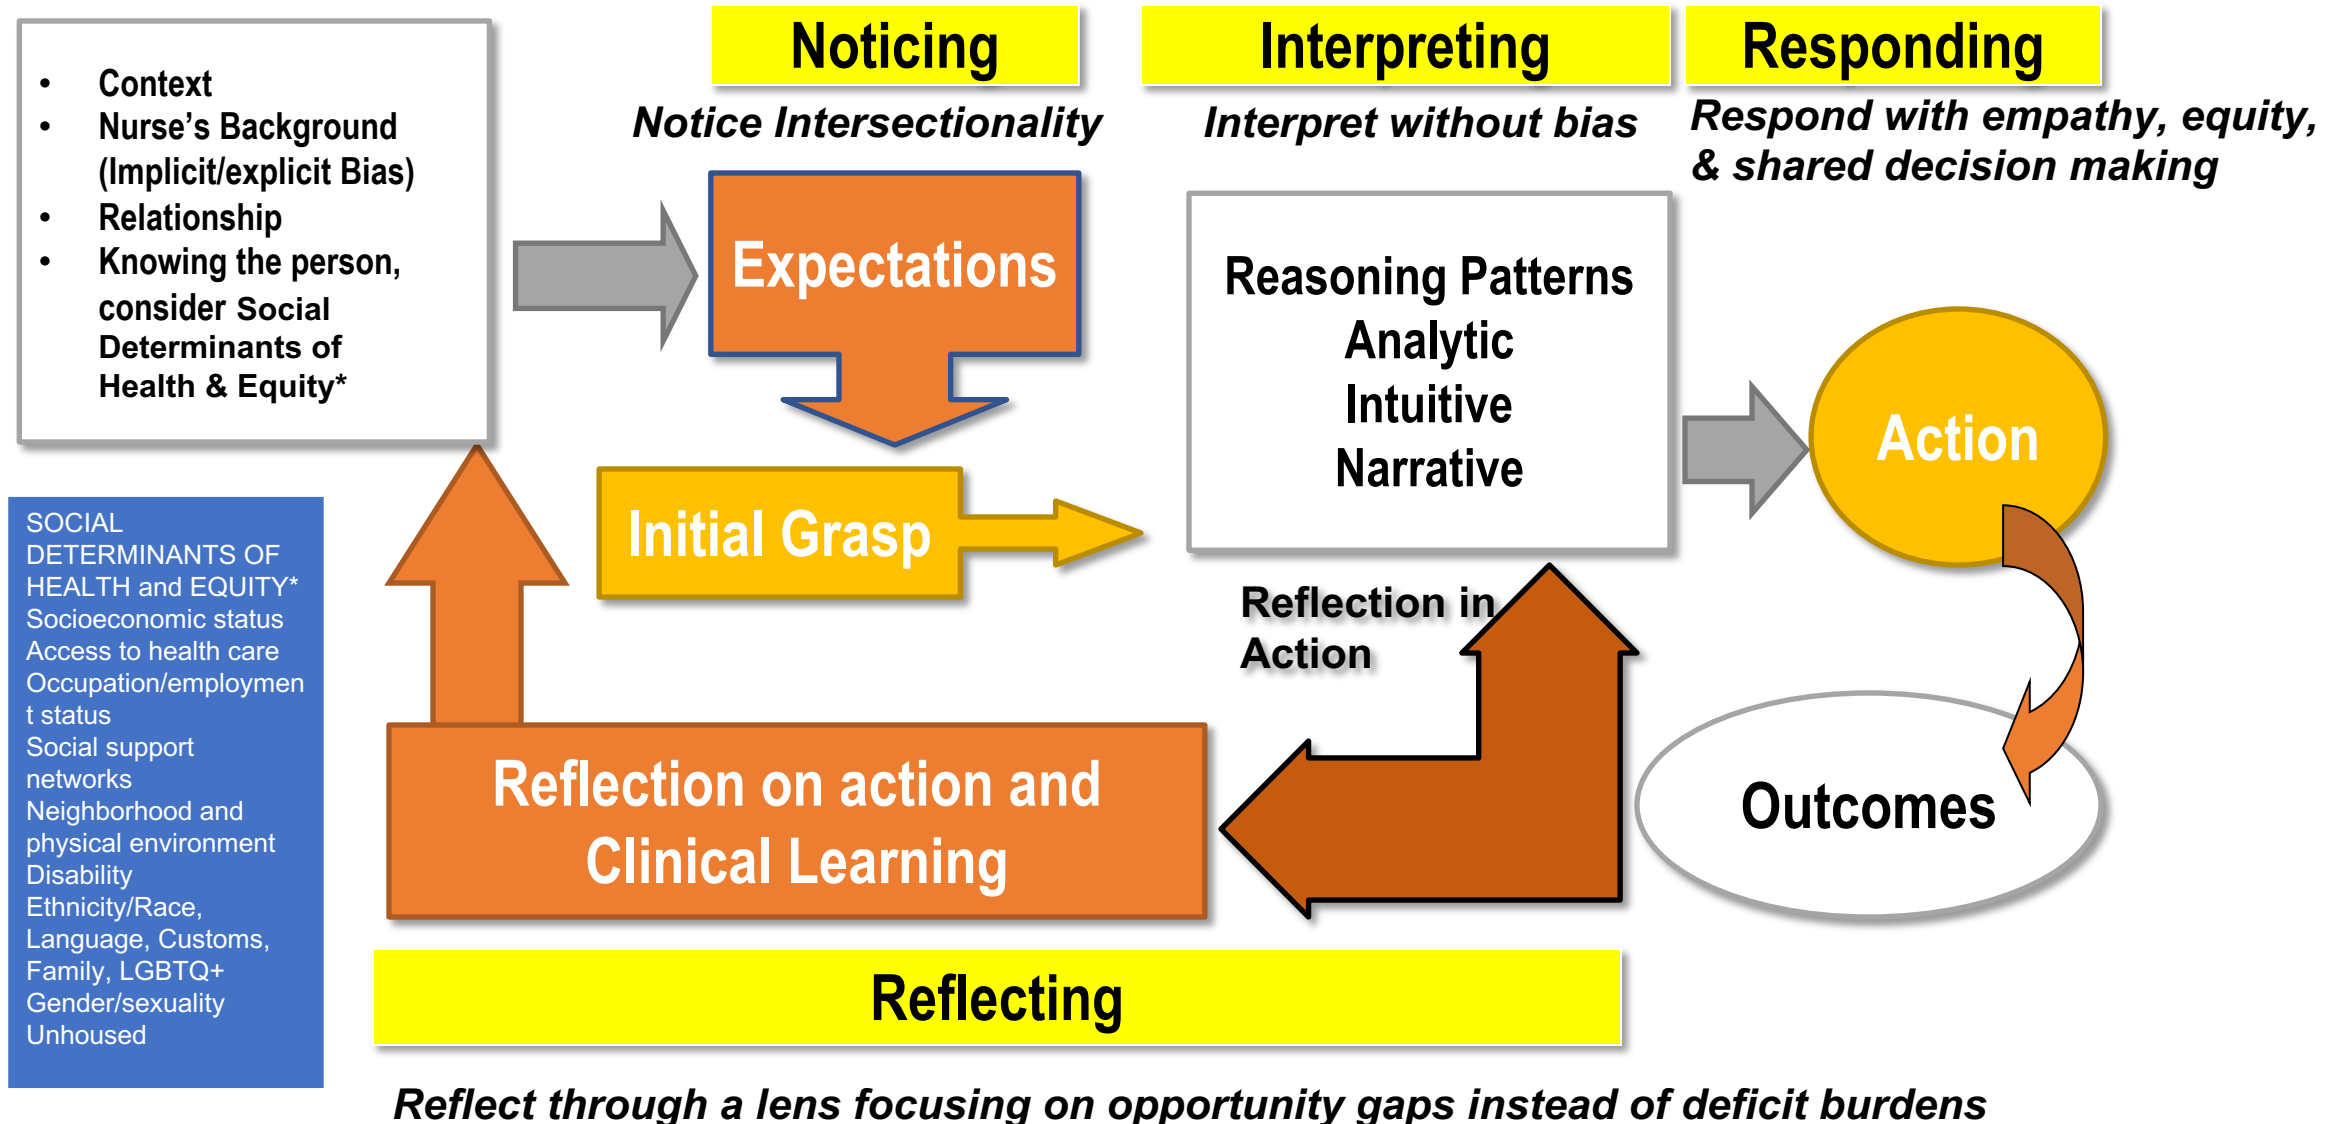 • Context
• Nurse’s Background
(Implicit/explicit Bias)
• Relationship
• Knowing the person,
consider Social
Determinants of
Health & Equity*
Noticing
Notice Intersectionality
Expectations
Initial Grasp
Interpreting
Interpret without bias
Reasoning Patterns
Analytic
Intuitive
Narrative
Responding
Respond with empathy, equity,
& shared decision making
Action
Outcomes
Reflection in
Action
Reflection on action and
Clinical Learning
SOCIAL
DETERMINANTS OF
HEALTH and EQUITY*
Socioeconomic status
Access to health care
Occupation/employmen
t status
Social support
networks
Neighborhood and
physical environment
Disability
Ethnicity/Race,
Language, Customs,
Family, LGBTQ+
Gender/sexuality
Unhoused
Reflecting
Reflect through a lens focusing on opportunity gaps instead of deficit burdens